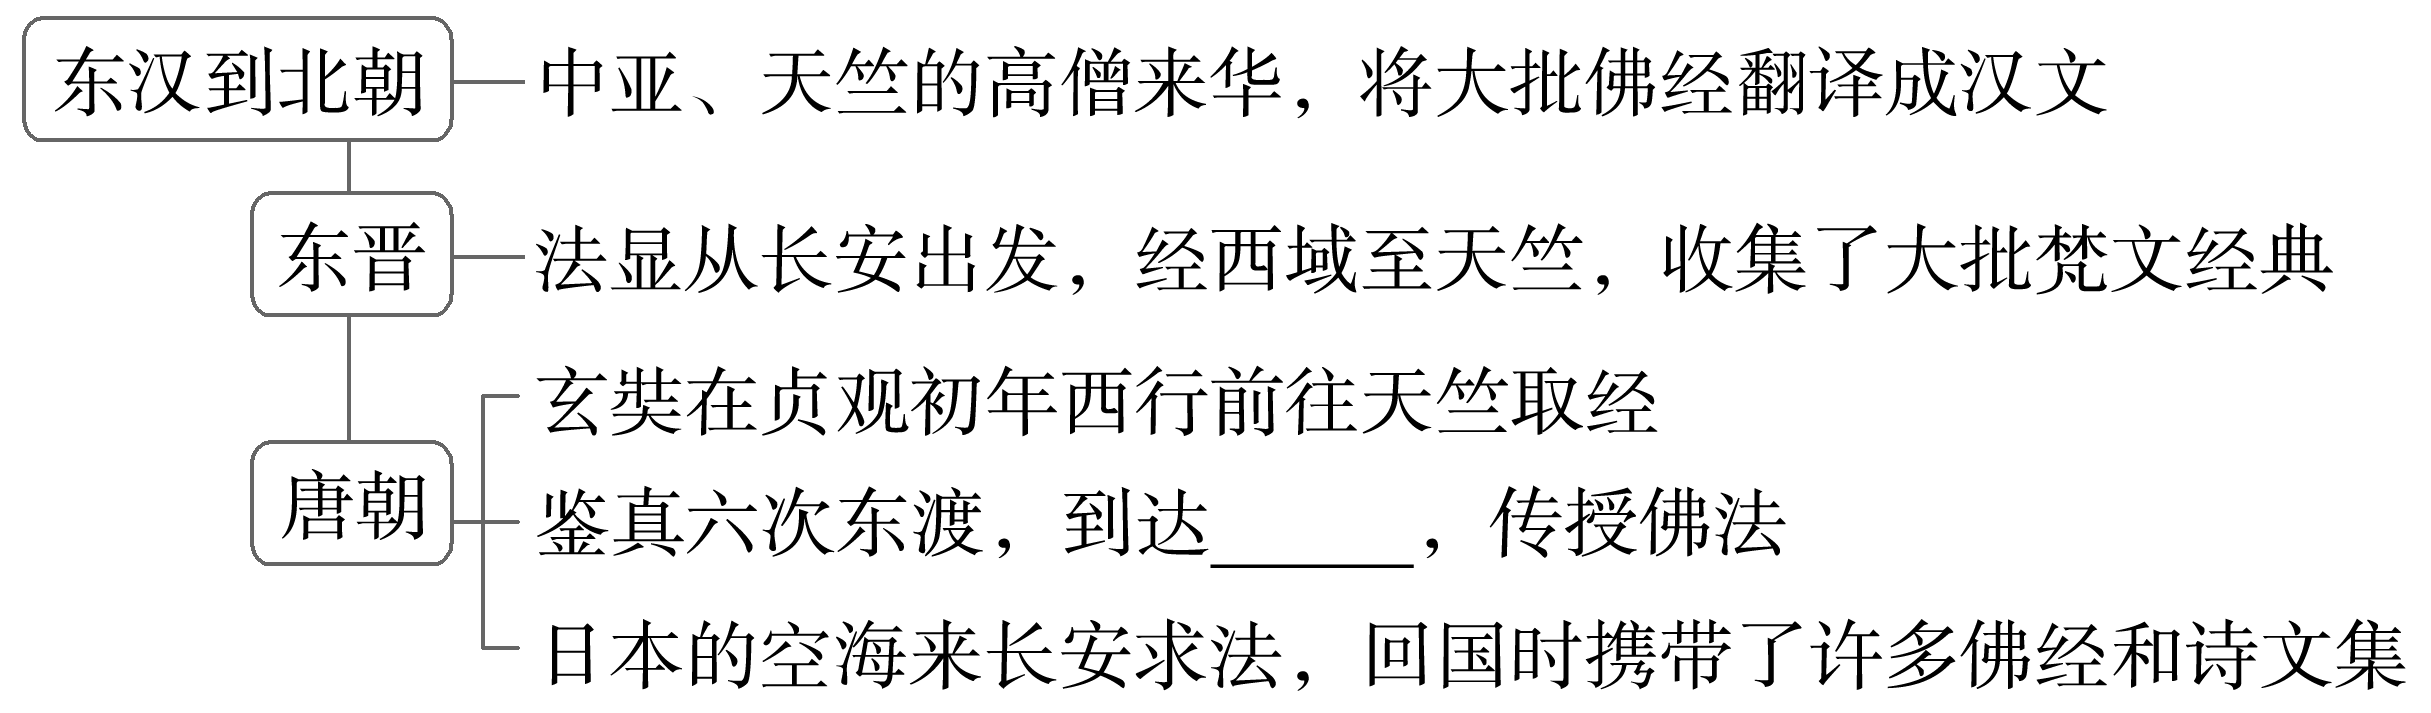 东汉到北朝
中亚、天竺的高僧来华，将大批佛经翻译成汉文
东晋
法显从长安出发，经西域至天竺，收集了大批梵文经典
唐朝
玄奘在贞观初年西行前往天竺取经
鉴真六次东渡，到达______，传授佛法
日本的空海来长安求法，回国时携带了许多佛经和诗文集